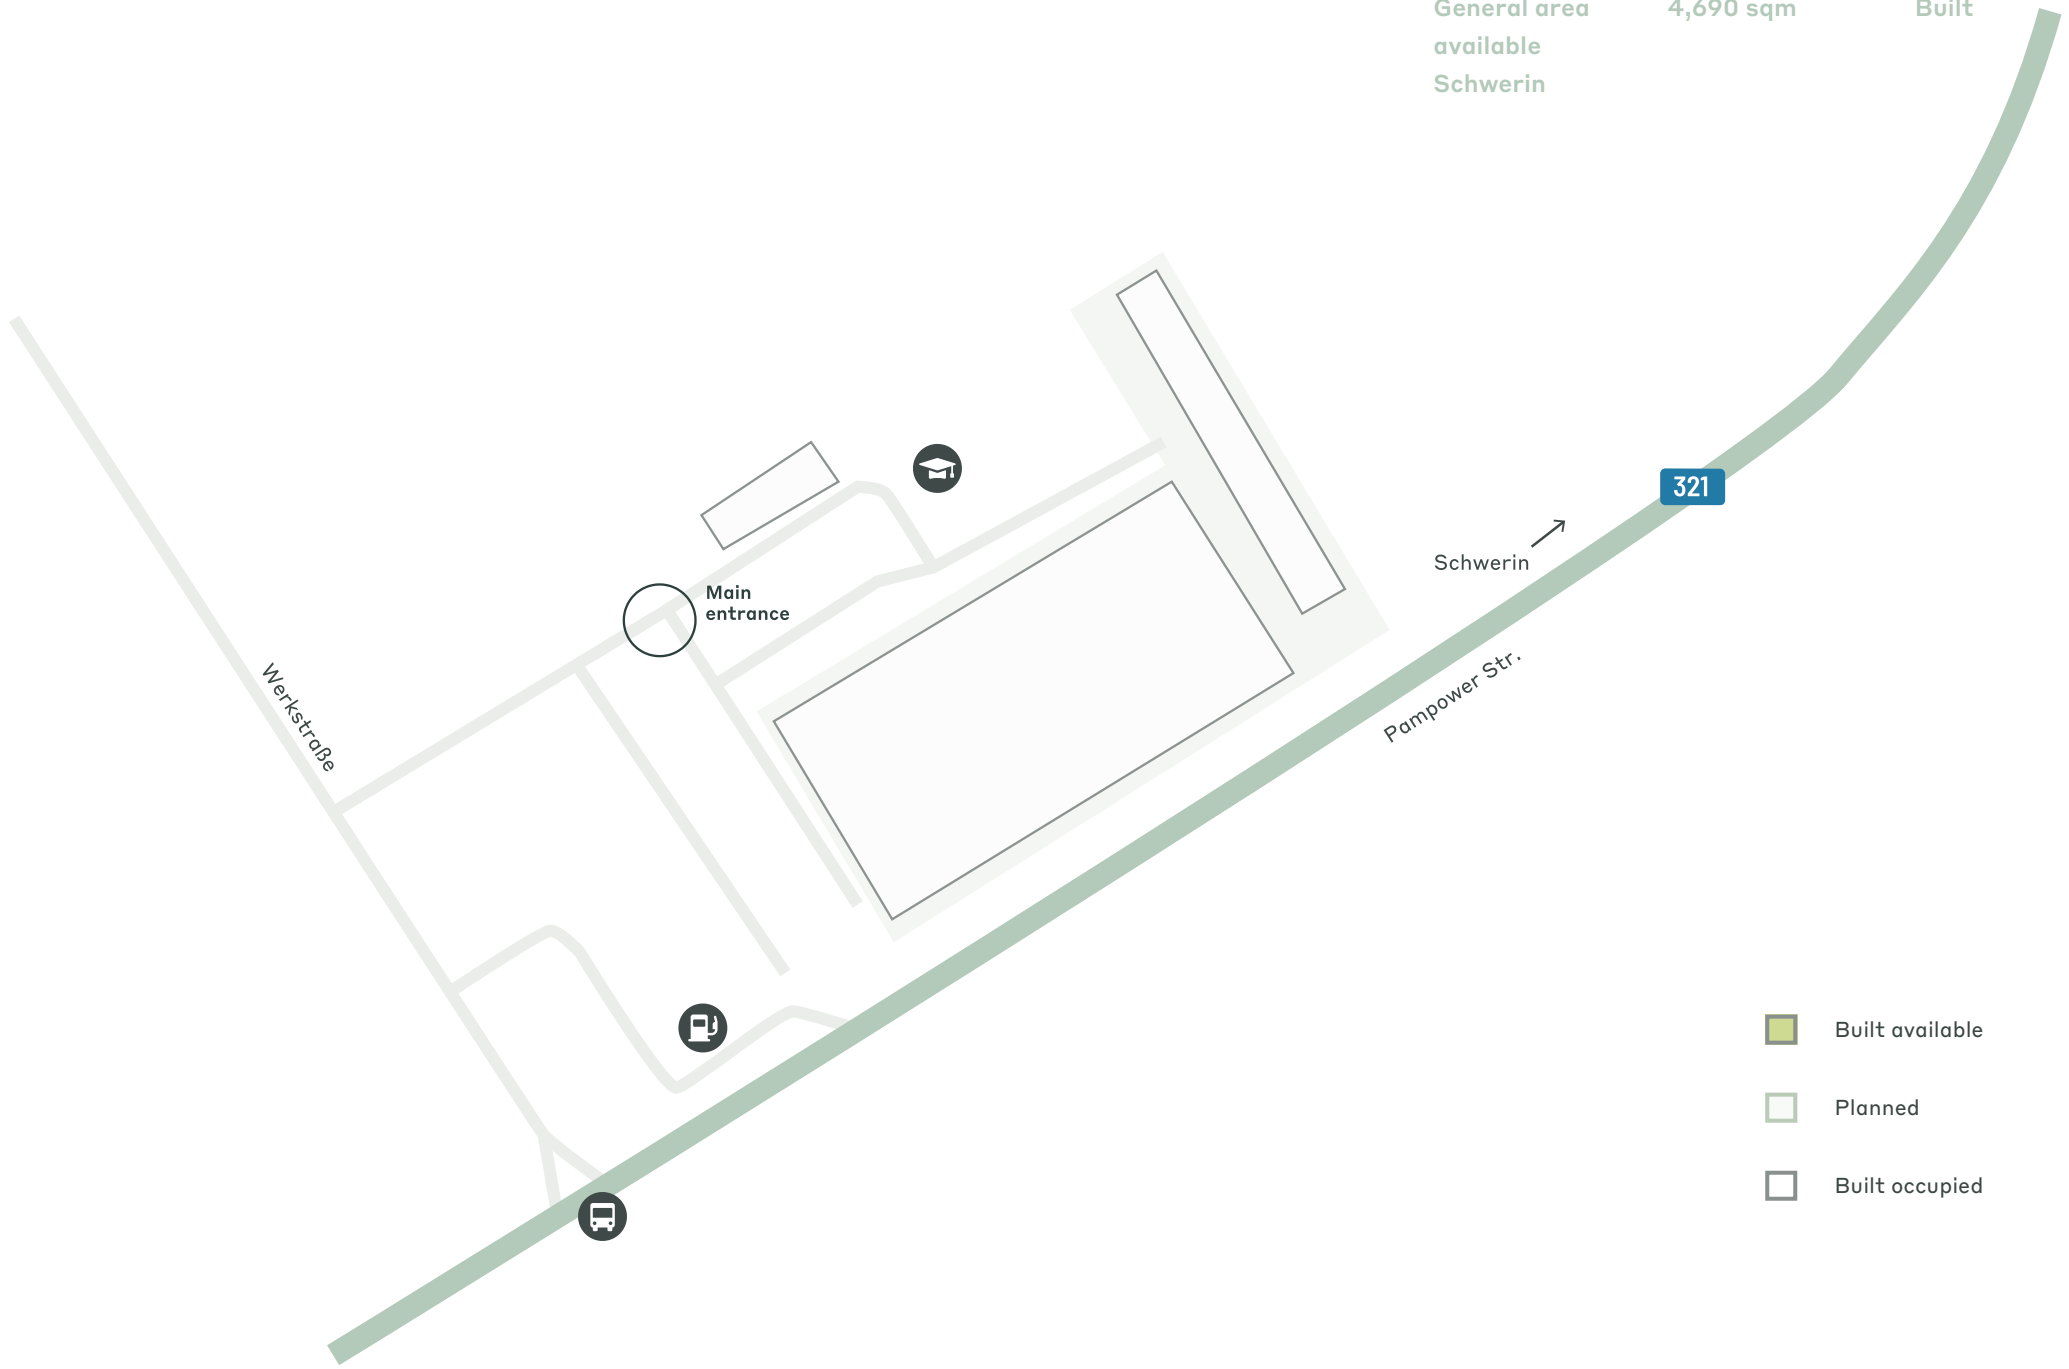 General area 4,690 sqm Built
available
Schwerin
321
Schwerin
Main
entrance
Werkstraße
Pampower Str.
Built available
Planned
Built occupied